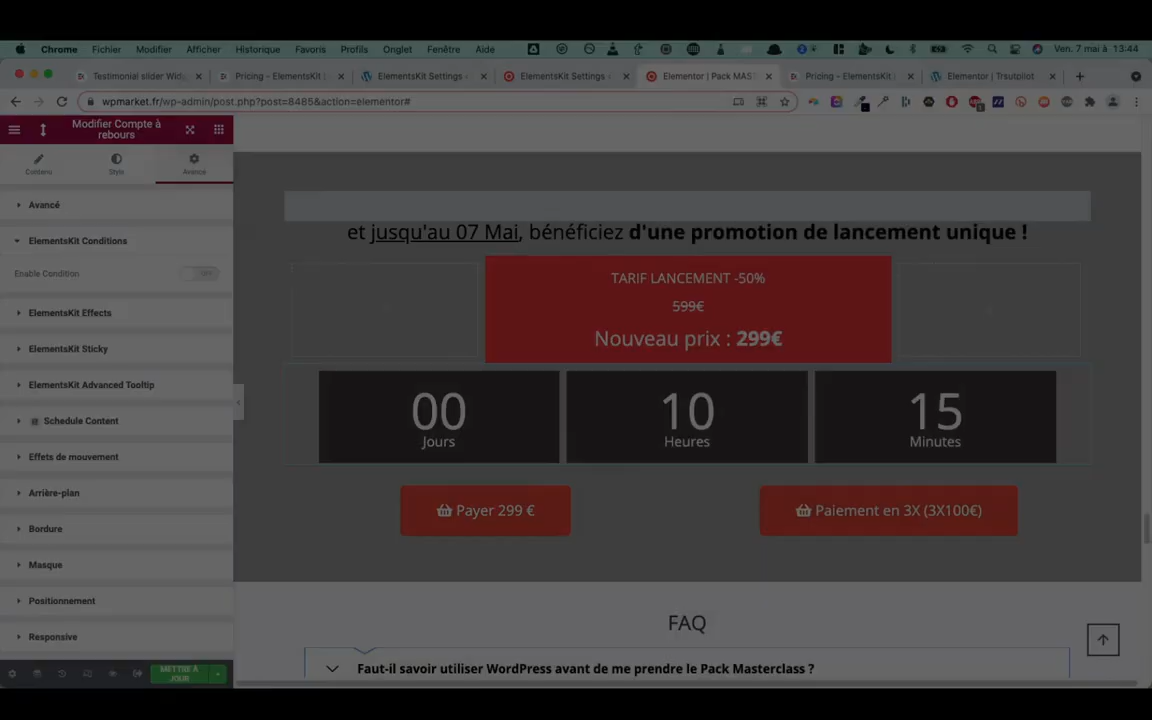 Chrome Fichier Modifier Afficher Historique Favoris Profils Onglet Fenêtre Aide
Ven. 7 mai à 13:44
Testimonial slider Wid
Pricing - ElementsKit
ElementsKit Settings
ElementsKit Settings
Elementor | Pack MAS
Pricing - ElementsKit
Elementor | Trsutpilot
wpmarket.fr/wp-admin/post.php?post=8485&action=elementor#
Modifier Compte à
rebours
Contenu Style Avancé
Avancé
ElementsKit Conditions
Enable Condition
ElementsKit Effects
ElementsKit Sticky
ElementsKit Advanced Tooltip
Schedule Content
Effets de mouvement
Arrière-plan
Bordure
Masque
Positionnement
Responsive
METTRE À
JOUR
et jusqu'au 07 Mai, bénéficiez d'une promotion de lancement unique !
TARIF LANCEMENT -50%
599€
Nouveau prix : 299€
00 10 15
Jours Heures Minutes
Payer 299 € Paiement en 3X (3X100€)
FAQ
Faut-il savoir utiliser WordPress avant de me prendre le Pack Masterclass ?